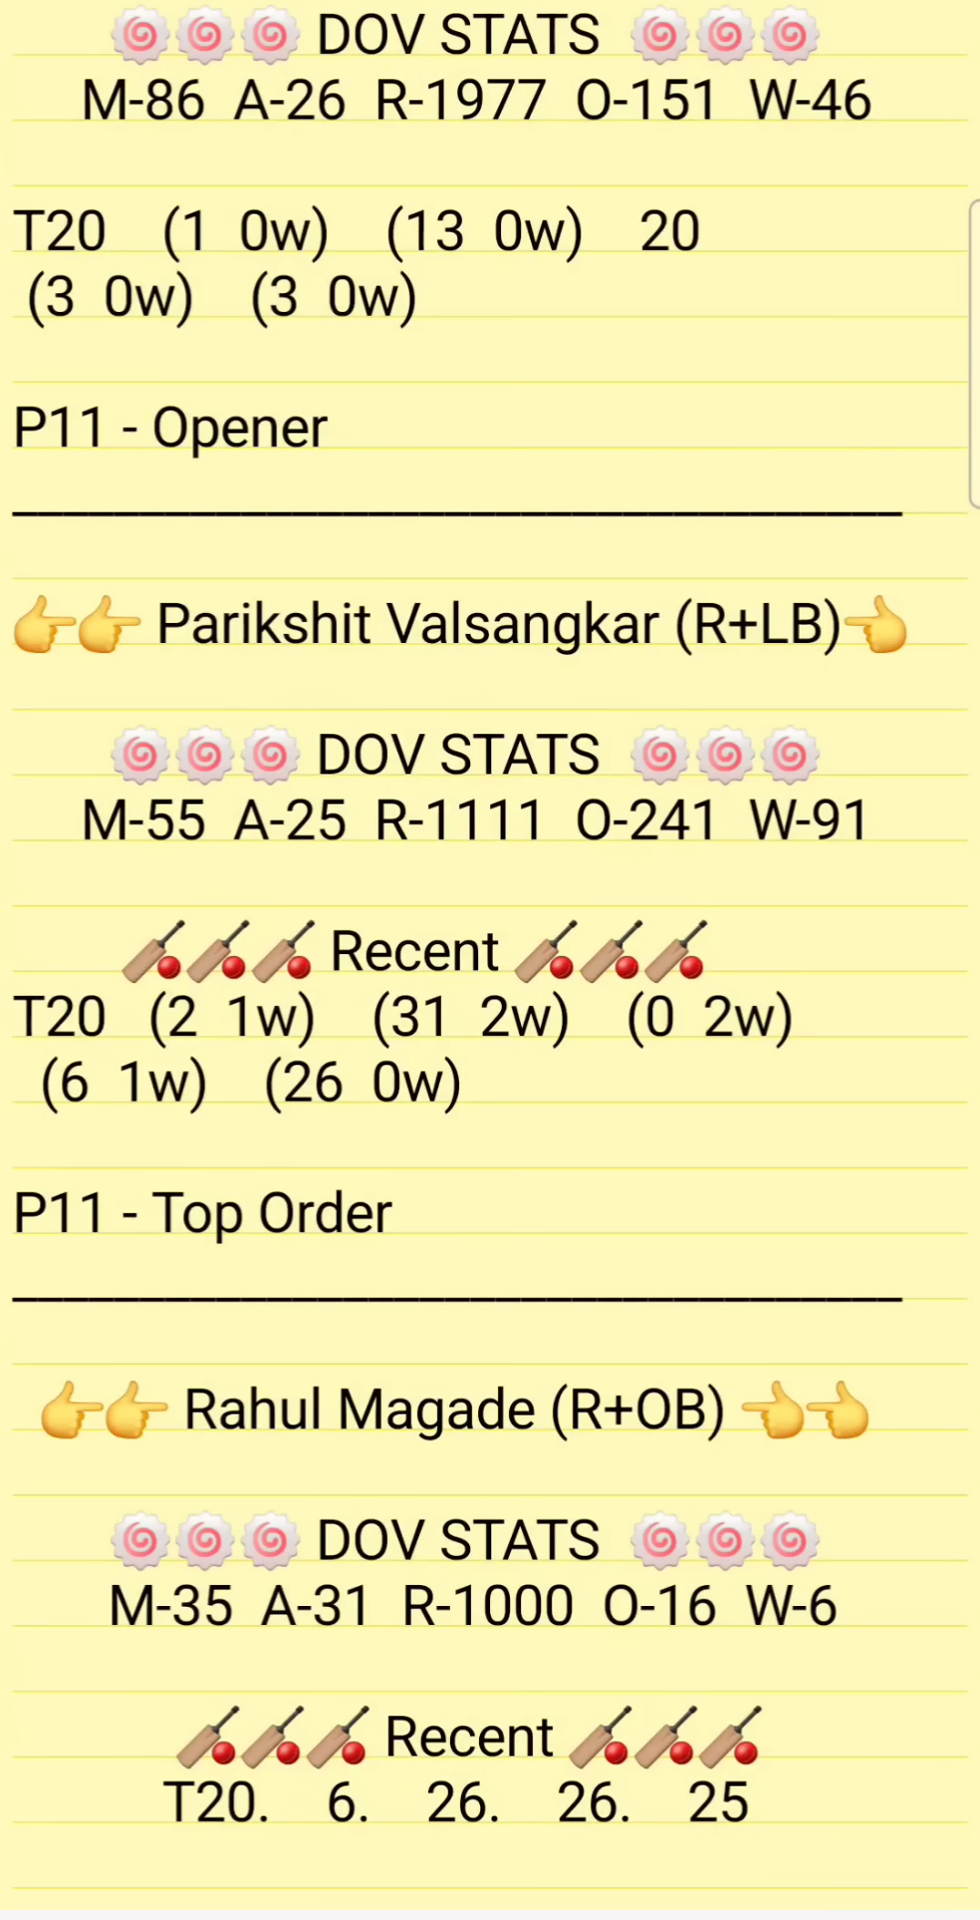 🍥🍥🍥 DOV STATS 🍥🍥🍥
M-86 A-26 R-1977 O-151 W-46
T20 (1 0w) (13 0w) 20
(3 0w) (3 0w)
P11 - Opener
__________________________________
👉👉 Parikshit Valsangkar (R+LB)👈
🍥🍥🍥 DOV STATS 🍥🍥🍥
M-55 A-25 R-1111 O-241 W-91
🏏🏏🏏 Recent 🏏🏏🏏
T20 (2 1w) (31 2w) (0 2w)
(6 1w) (26 0w)
P11 - Top Order
__________________________________
👉👉 Rahul Magade (R+OB) 👈👈
🍥🍥🍥 DOV STATS 🍥🍥🍥
M-35 A-31 R-1000 O-16 W-6
🏏🏏🏏 Recent 🏏🏏🏏
T20. 6. 26. 26. 25